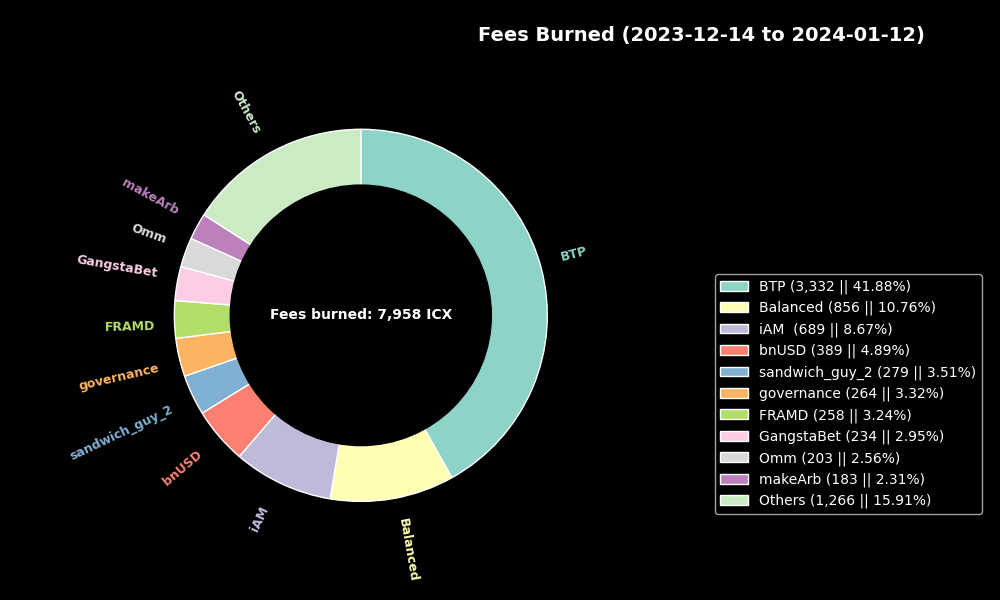 Fees Burned (2023-12-14 to 2024-01-12)
Others
makeArb
Omm
GangstaBet
FRAMD
governance
sandwich_guy_2
bnUSD
iAM
Balanced
BTP
Fees burned: 7,958 ICX
BTP (3,332 || 41.88%)
Balanced (856 || 10.76%)
iAM  (689 || 8.67%)
bnUSD (389 || 4.89%)
sandwich_guy_2 (279 || 3.51%)
governance (264 || 3.32%)
FRAMD (258 || 3.24%)
GangstaBet (234 || 2.95%)
Omm (203 || 2.56%)
makeArb (183 || 2.31%)
Others (1,266 || 15.91%)